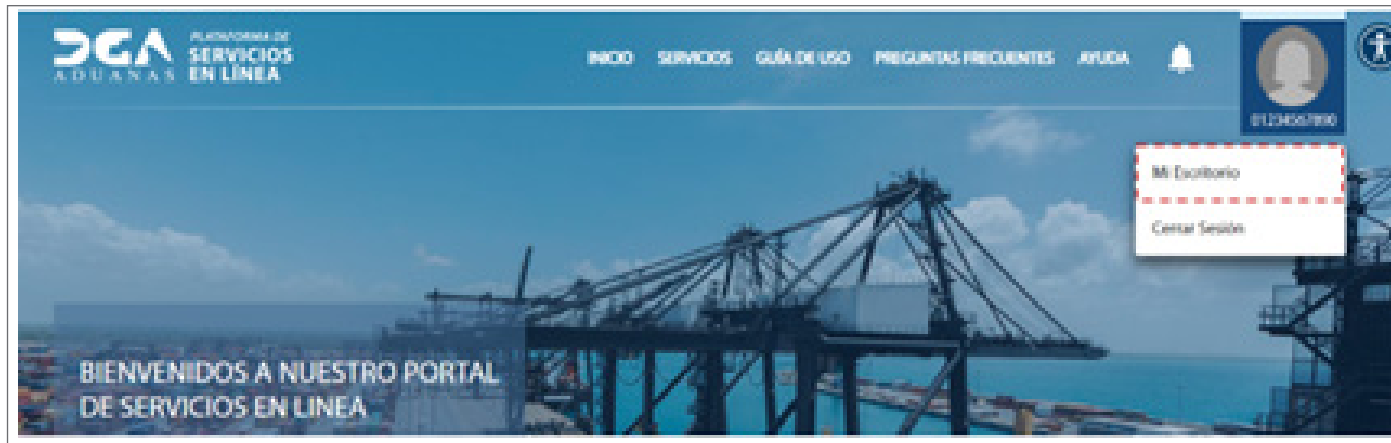 DGA
ADUANAS
PLATAFORMA DE
SERVICIOS
EN LÍNEA
INICIO SERVICIOS GUÍA DE USO PREGUNTAS FRECUENTES AYUDA
01234567890
Mi Escritorio
Cerrar Sesión
BIENVENIDOS A NUESTRO PORTAL
DE SERVICIOS EN LINEA